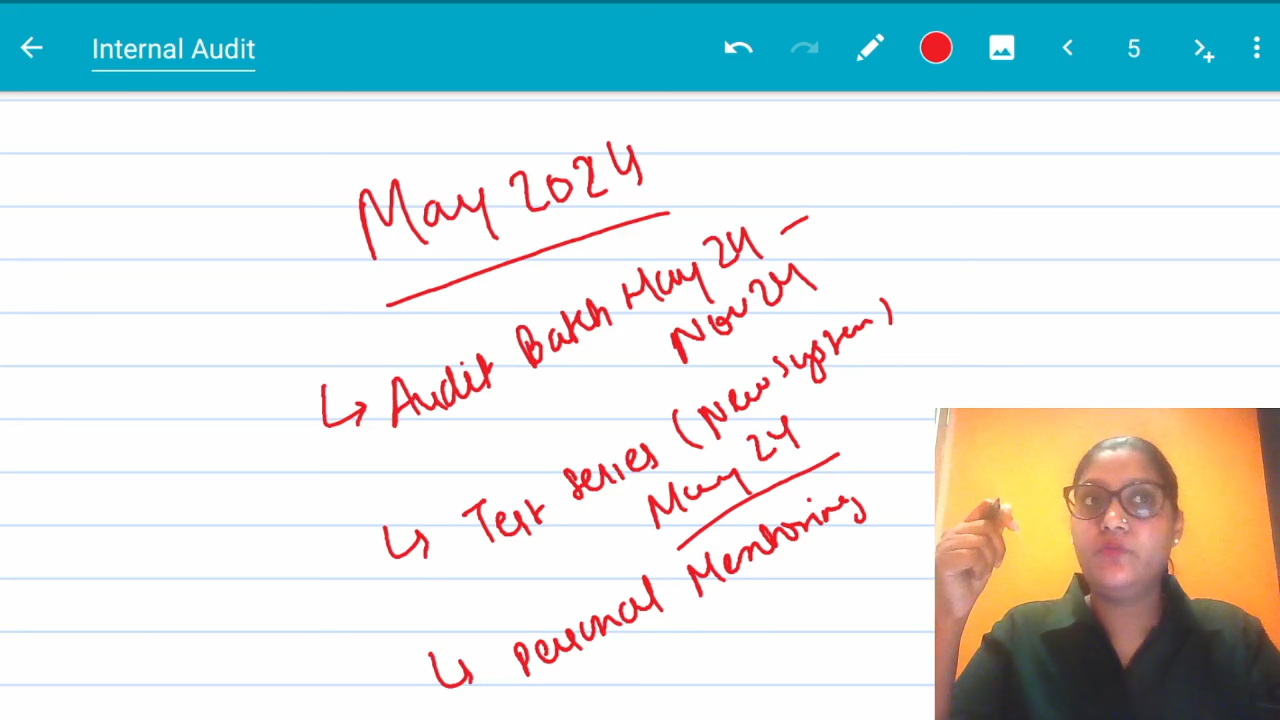 Internal Audit
5
May 2024
Audit Batch May 24 -
Nov 24
Test Series (New System)
May 24
Personal Mentoring